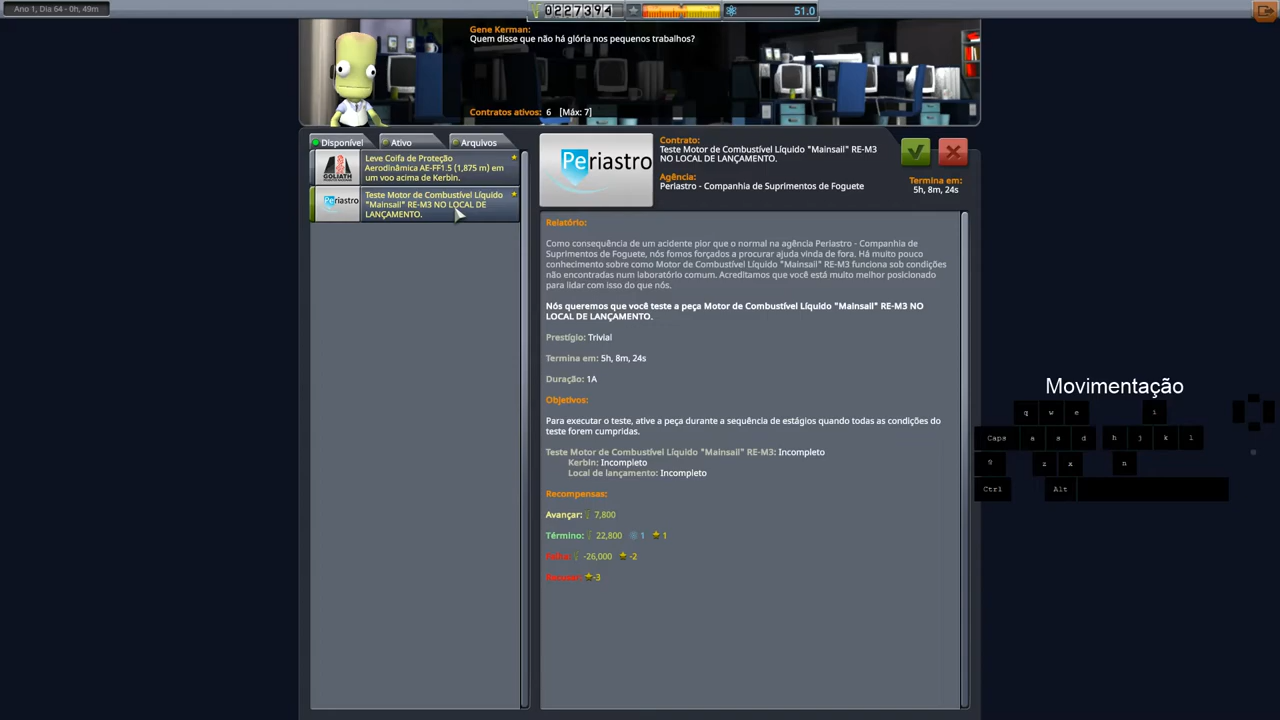 Ano 1, Dia 64 - 0h, 49m
0227394
51.0
Gene Kerman:
Quem disse que não há glória nos pequenos trabalhos?
Contratos ativos: 6 [Máx: 7]
Disponível
Ativo
Arquivos
GOLIATH
Leve Coifa de Proteção
Aerodinâmica AE-FF1.5 (1,875 m) em
um voo acima de Kerbin.
Periastro
Teste Motor de Combustível Líquido
"Mainsail" RE-M3 NO LOCAL DE
LANÇAMENTO.
Periastro
Contrato:
Teste Motor de Combustível Líquido "Mainsail" RE-M3
NO LOCAL DE LANÇAMENTO.
Agência:
Periastro - Companhia de Suprimentos de Foguete
Termina em:
5h, 8m, 24s
Relatório:
Como consequência de um acidente pior que o normal na agência Periastro - Companhia de
Suprimentos de Foguete, nós fomos forçados a procurar ajuda vinda de fora. Há muito pouco
conhecimento sobre como Motor de Combustível Líquido "Mainsail" RE-M3 funciona sob condições
não encontradas num laboratório comum. Acreditamos que você está muito melhor posicionado
para lidar com isso do que nós.
Nós queremos que você teste a peça Motor de Combustível Líquido "Mainsail" RE-M3 NO
LOCAL DE LANÇAMENTO.
Prestígio: Trivial
Termina em: 5h, 8m, 24s
Duração: 1A
Objetivos:
Para executar o teste, ative a peça durante a sequência de estágios quando todas as condições do
teste forem cumpridas.
Teste Motor de Combustível Líquido "Mainsail" RE-M3: Incompleto
Kerbin: Incompleto
Local de lançamento: Incompleto
Recompensas:
Avançar: 7,800
Término: 22,800 1 1
-26,000 -2
-3
Movimentação
q w e i
Caps a s d h j k l
z x n
Ctrl Alt